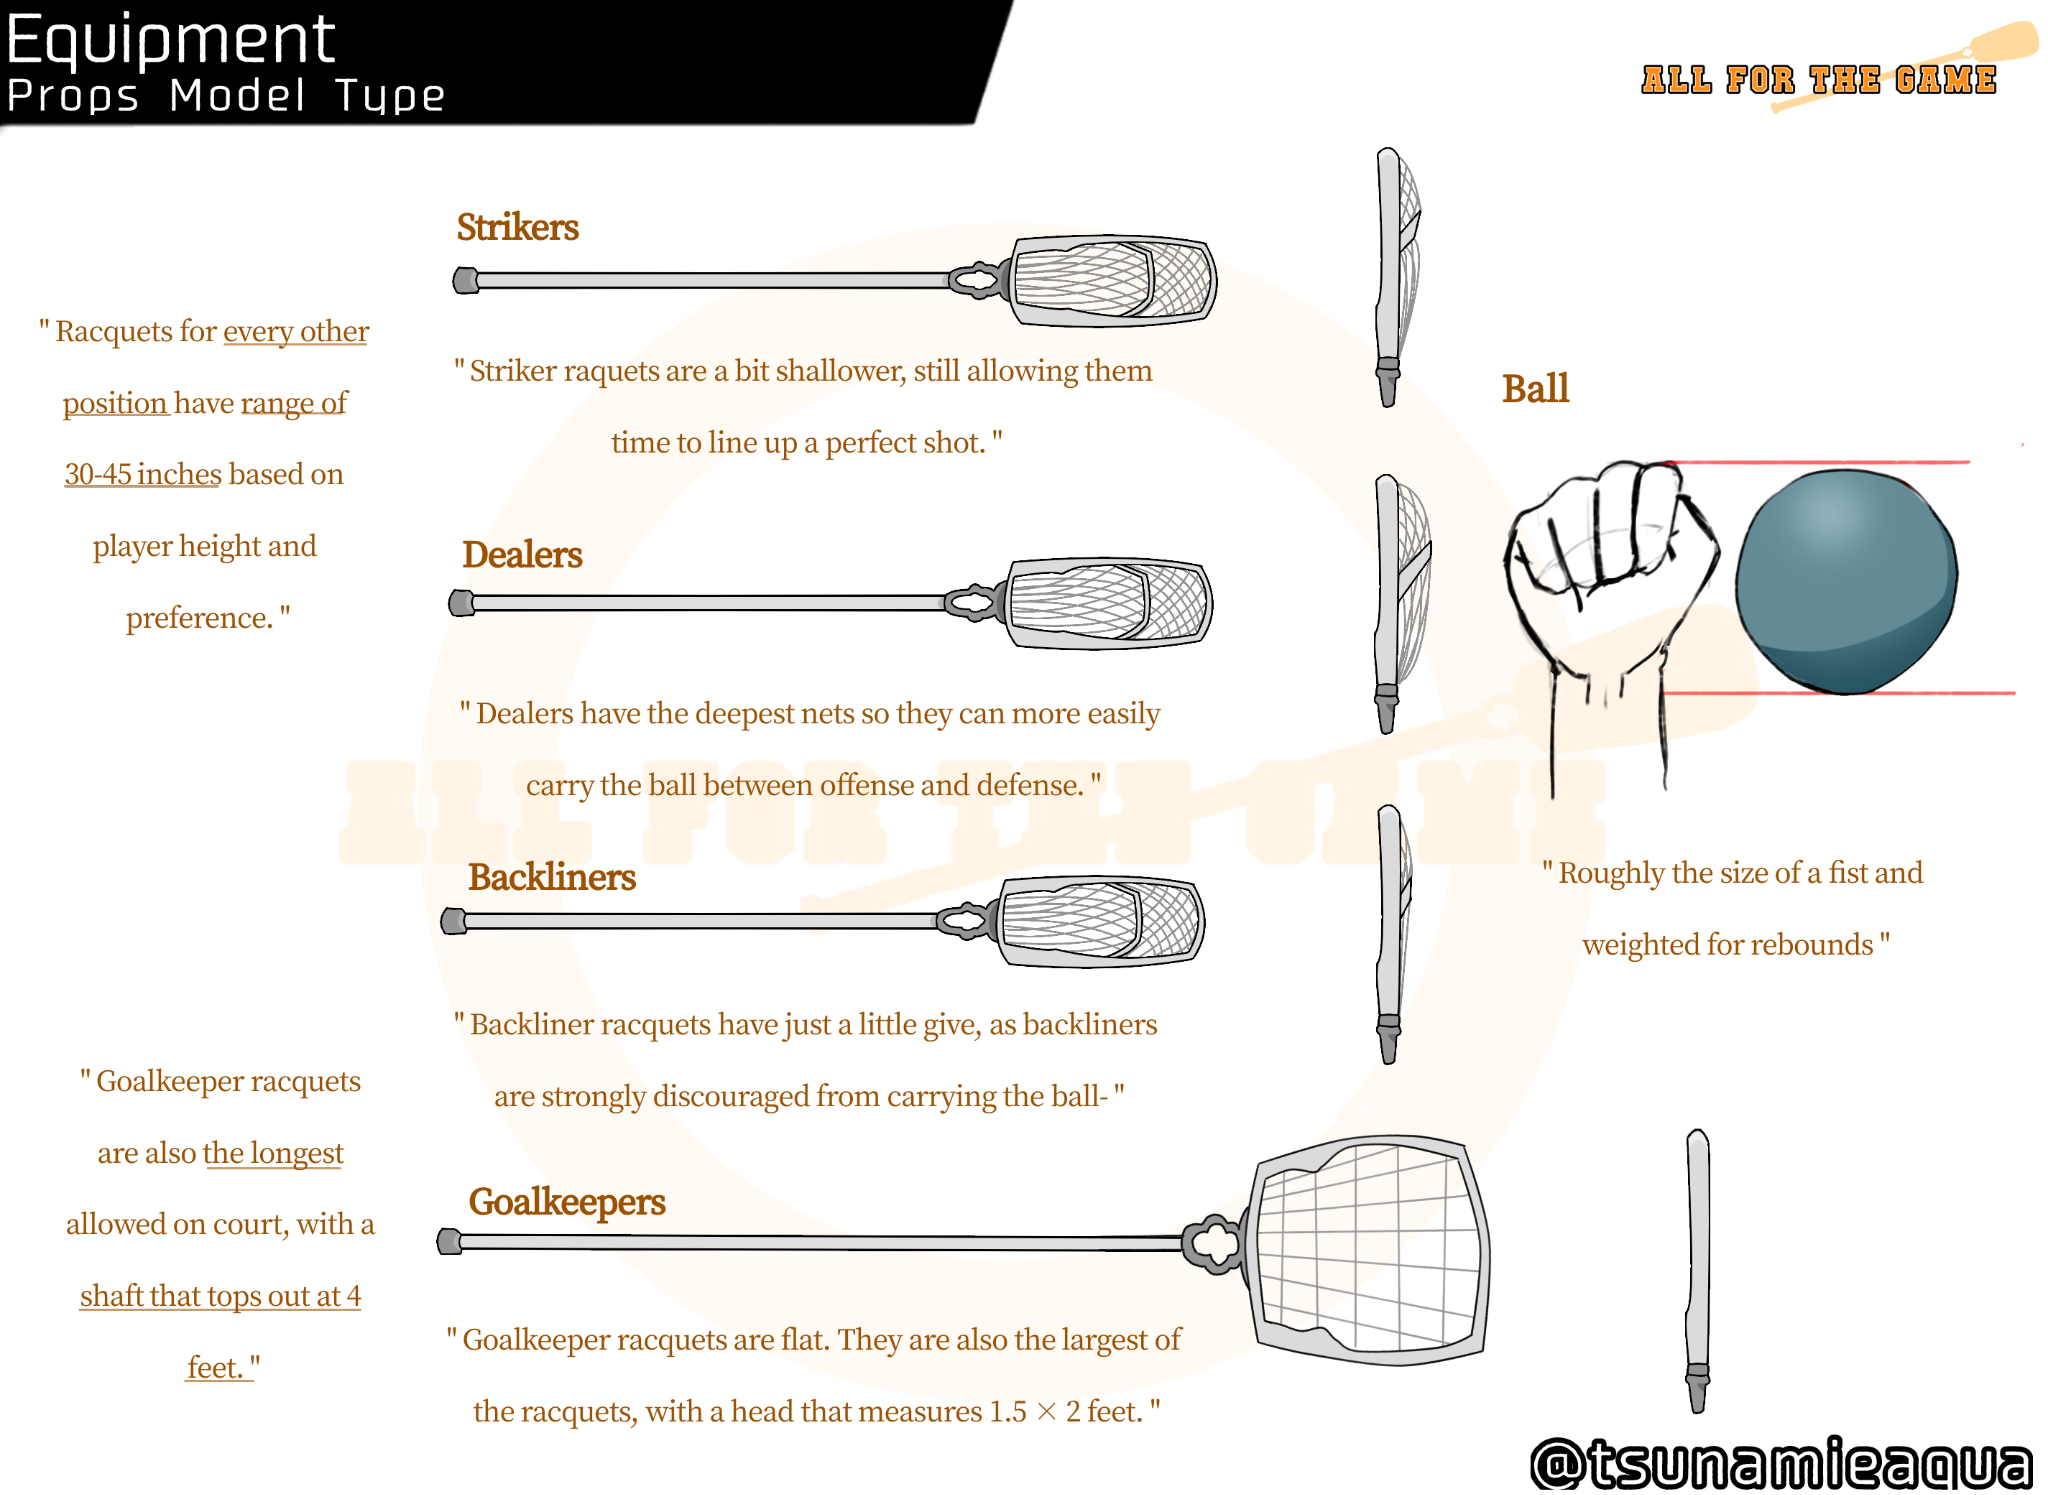 Equipment
Props Model Type
ALL FOR THE GAME
Strikers
" Striker raquets are a bit shallower, still allowing them
time to line up a perfect shot. "
" Racquets for every other
position have range of
30-45 inches based on
player height and
preference. "
Ball
Dealers
" Dealers have the deepest nets so they can more easily
carry the ball between offense and defense. "
ALL FOR THE GAME
Backliners
" Backliner racquets have just a little give, as backliners
are strongly discouraged from carrying the ball- "
" Roughly the size of a fist and
weighted for rebounds "
" Goalkeeper racquets
are also the longest
allowed on court, with a
shaft that tops out at 4
feet. "
Goalkeepers
" Goalkeeper racquets are flat. They are also the largest of
the racquets, with a head that measures 1.5 × 2 feet. "
@tsunamieaqua